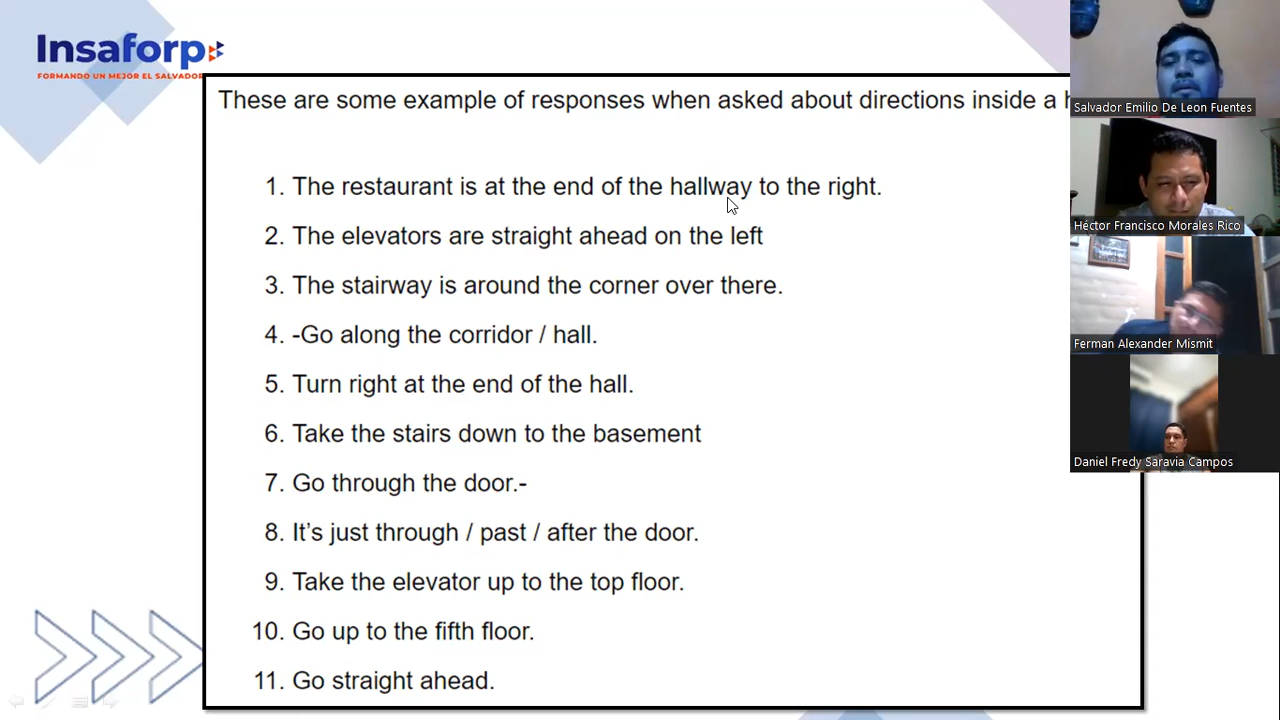 Insaforp
FORMANDO UN MEJOR EL SALVADOR
These are some example of responses when asked about directions inside a
1. The restaurant is at the end of the hallway to the right.
2. The elevators are straight ahead on the left
3. The stairway is around the corner over there.
4. -Go along the corridor / hall.
5. Turn right at the end of the hall.
6. Take the stairs down to the basement
7. Go through the door.-
8. It's just through / past / after the door.
9. Take the elevator up to the top floor.
10. Go up to the fifth floor.
11. Go straight ahead.
Salvador Emilio De Leon Fuentes
Héctor Francisco Morales Rico
Ferman Alexander Mismit
Daniel Fredy Saravia Campos